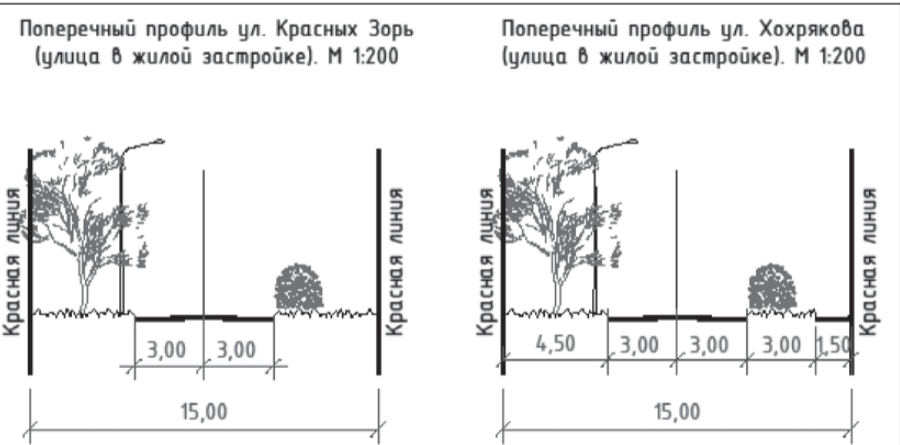 Поперечный профиль ул. Красных Зорь
(улица в жилой застройке). М 1:200
Красная линия
Красная линия
3,00 3,00
15,00
Поперечный профиль ул. Хохрякова
(улица в жилой застройке). М 1:200
Красная линия
Красная линия
4,50 3,00 3,00 3,00 1,50
15,00